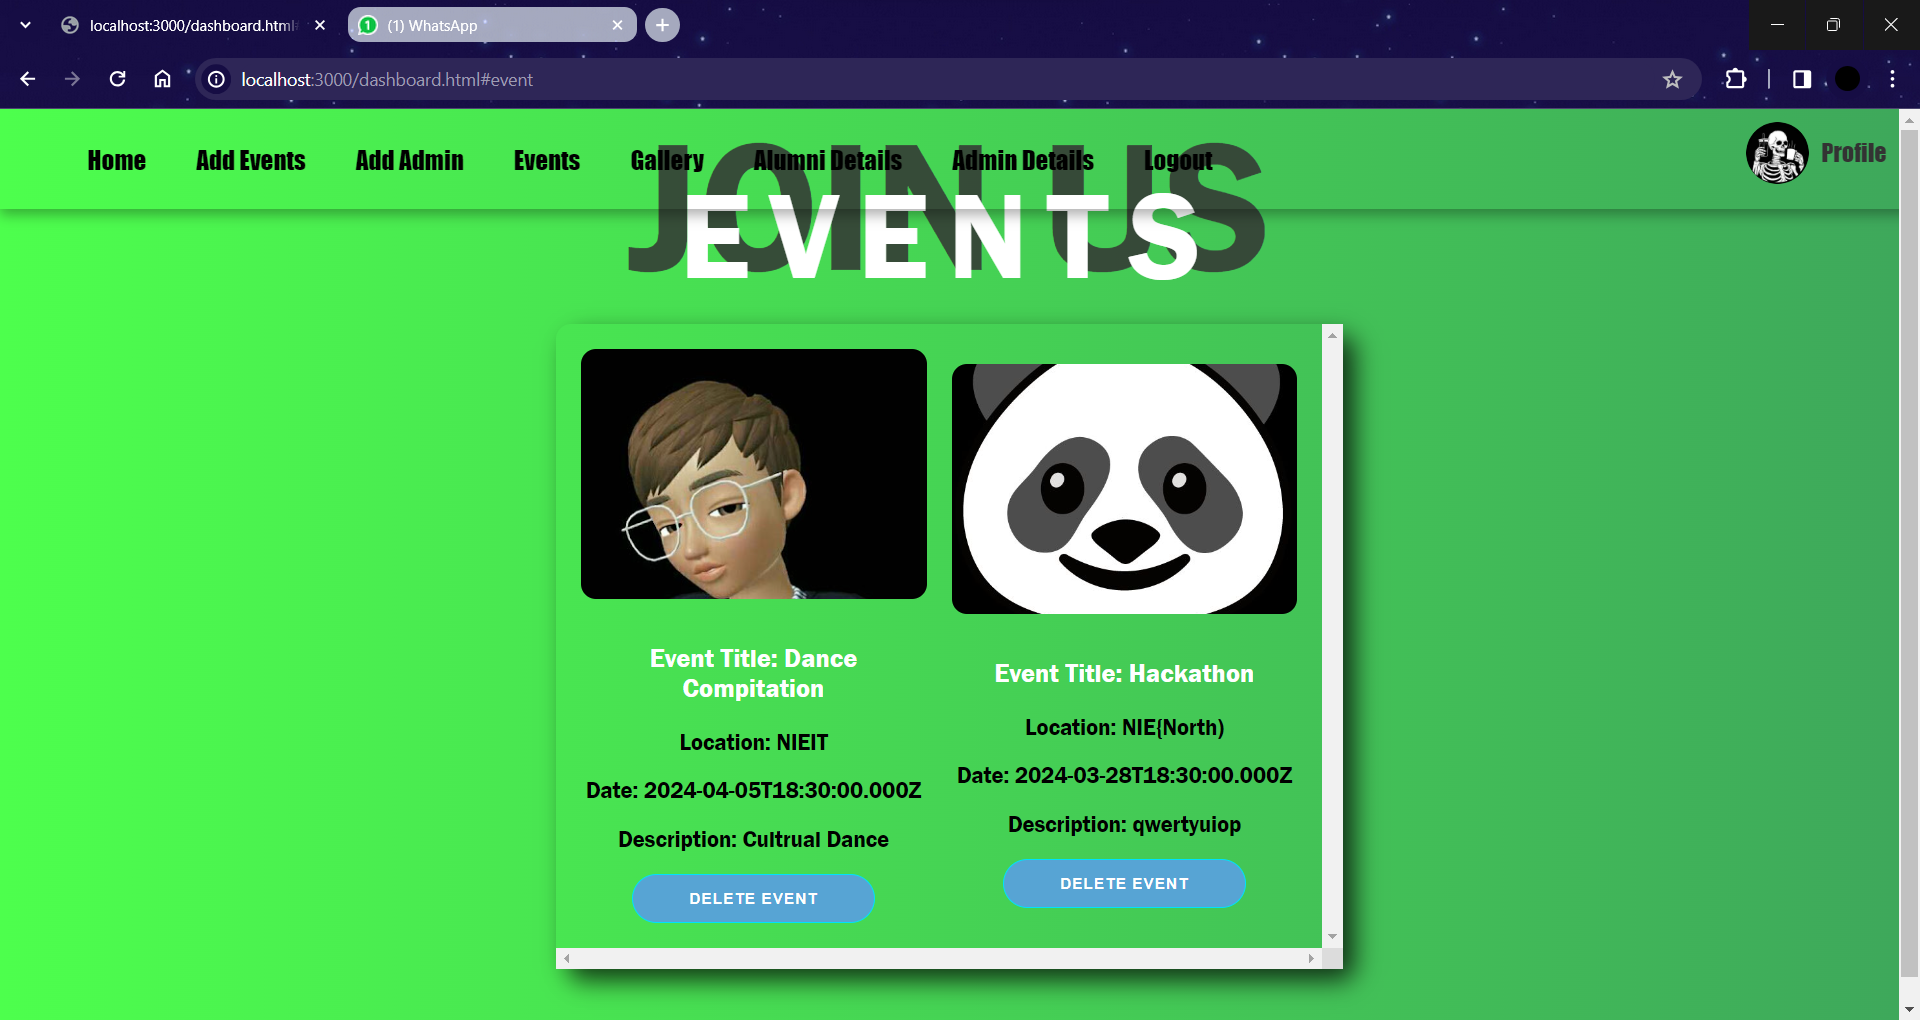 localhost:3000/dashboard.html
(1) WhatsApp
localhost:3000/dashboard.html#event
Home Add Events Add Admin Events Gallery Alumni Details Admin Details Logout
Profile
JOIN US
EVENTS
Event Title: Dance
Compitation
Location: NIEIT
Date: 2024-04-05T18:30:00.000Z
Description: Cultrual Dance
DELETE EVENT
Event Title: Hackathon
Location: NIE{North)
Date: 2024-03-28T18:30:00.000Z
Description: qwertyuiop
DELETE EVENT